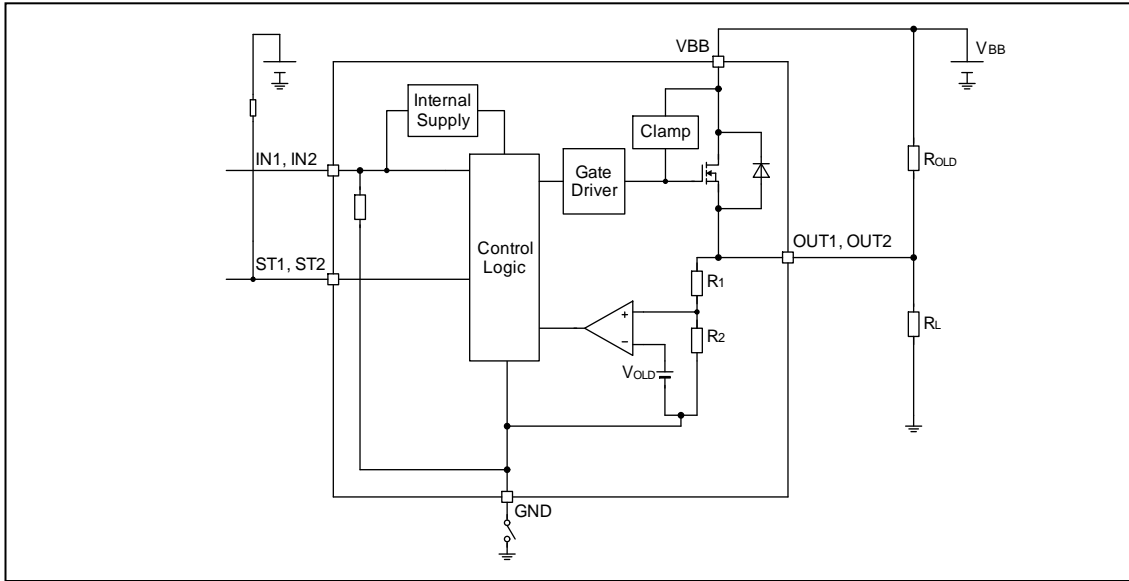 VBB
VBB
Internal
Supply
Clamp
ROLD
IN1, IN2
Gate
Driver
OUT1, OUT2
Control
Logic
ST1, ST2
R1
+
R2
RL
−
VOLD
GND